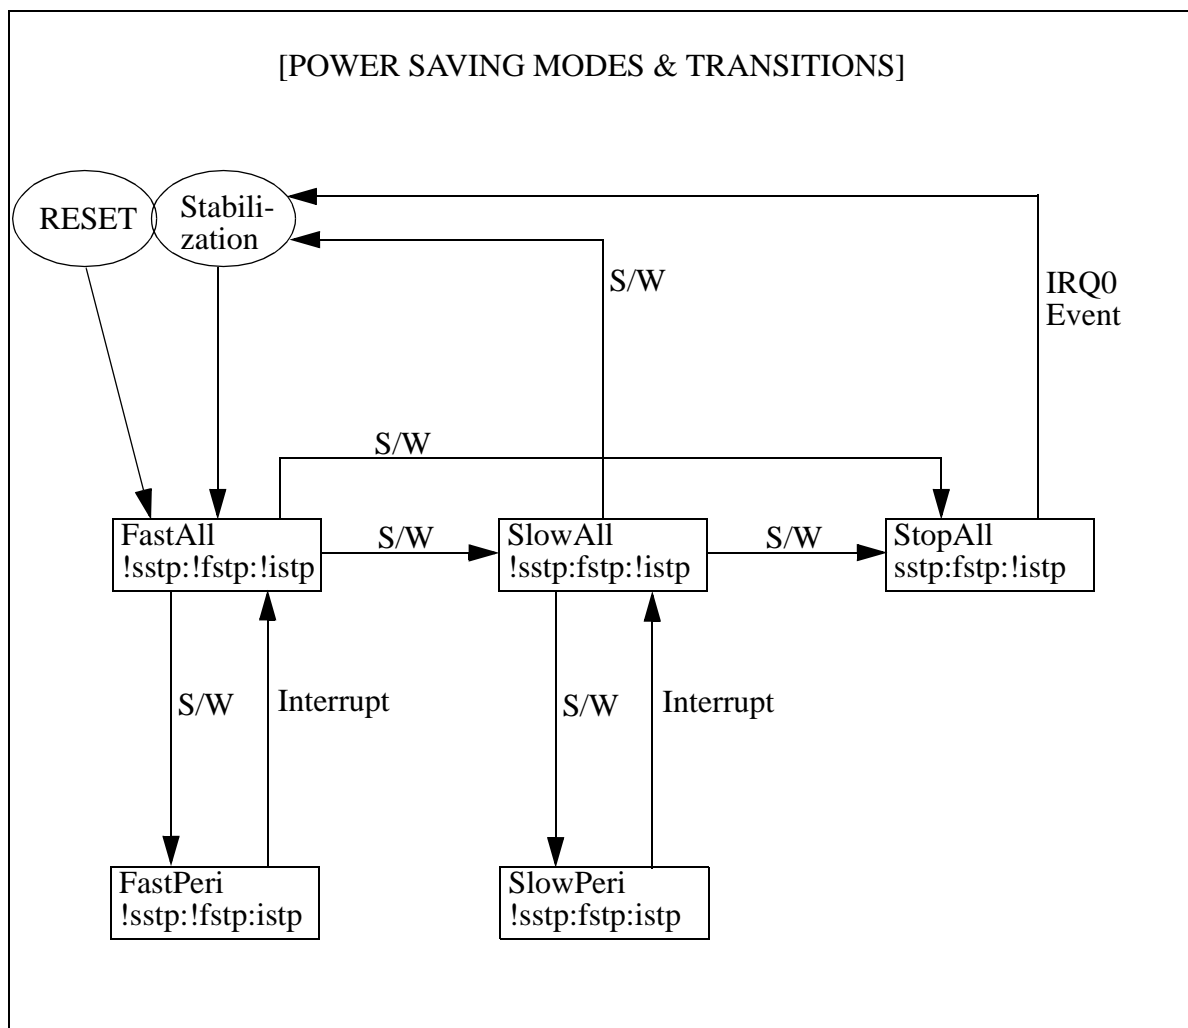 [POWER SAVING MODES & TRANSITIONS]
RESET
Stabili-
zation
S/W
IRQ0
Event
S/W
FastAll
!sstp:!fstp:!istp
S/W
SlowAll
!sstp:fstp:!istp
S/W
StopAll
sstp:fstp:!istp
S/W
Interrupt
S/W
Interrupt
FastPeri
!sstp:!fstp:istp
SlowPeri
!sstp:fstp:istp